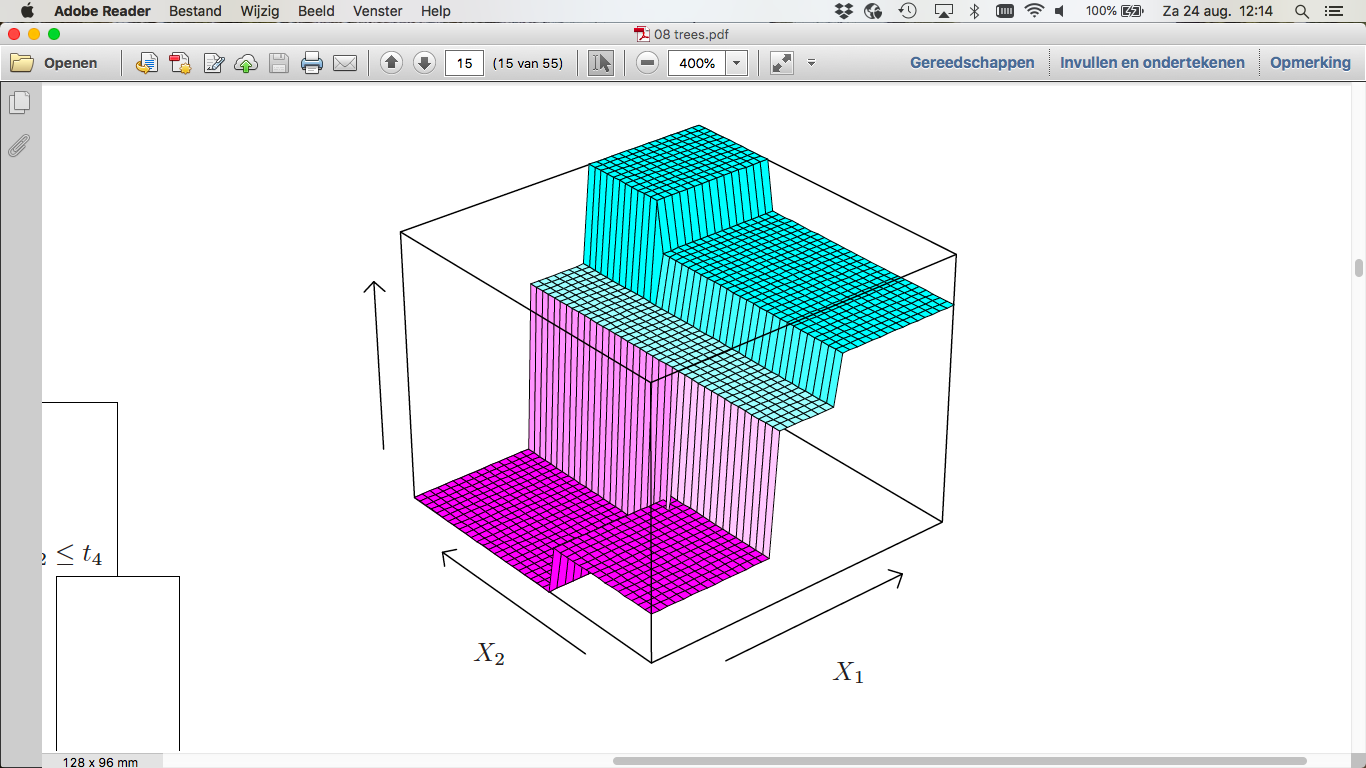 Adobe Reader Bestand Wijzig Beeld Venster Help 100% Za 24 aug. 12:14
08 trees.pdf
Openen 15 (15 van 55) 400% Gereedschappen Invullen en ondertekenen Opmerking
2 ≤ t4
X2
X1
128 x 96 mm